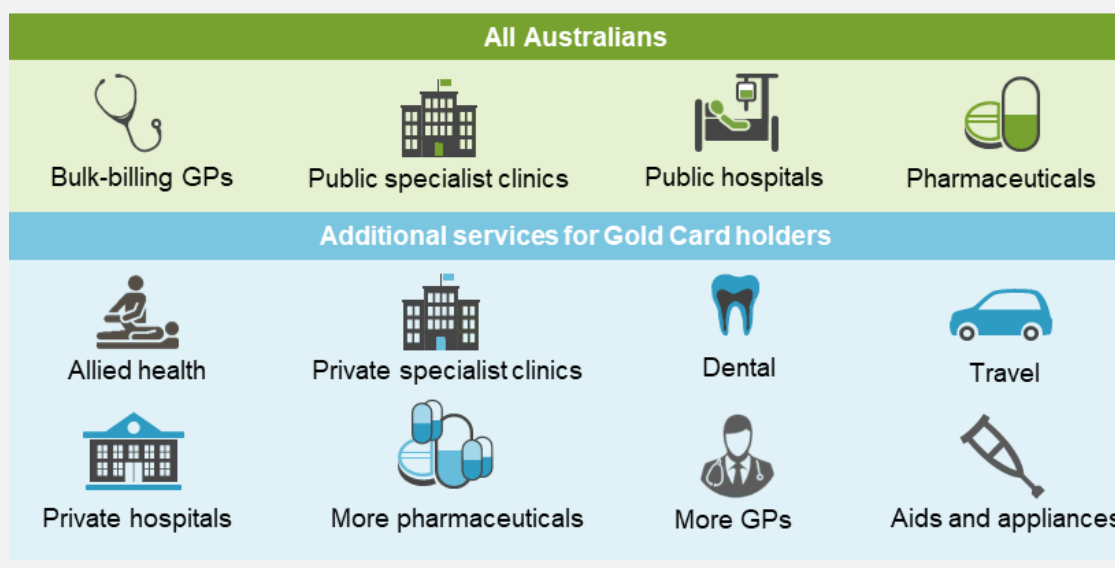 All Australians
Bulk-billing GPs
Public specialist clinics
Public hospitals
Pharmaceuticals
Additional services for Gold Card holders
Allied health
Private specialist clinics
Dental
Travel
Private hospitals
More pharmaceuticals
More GPs
Aids and appliances